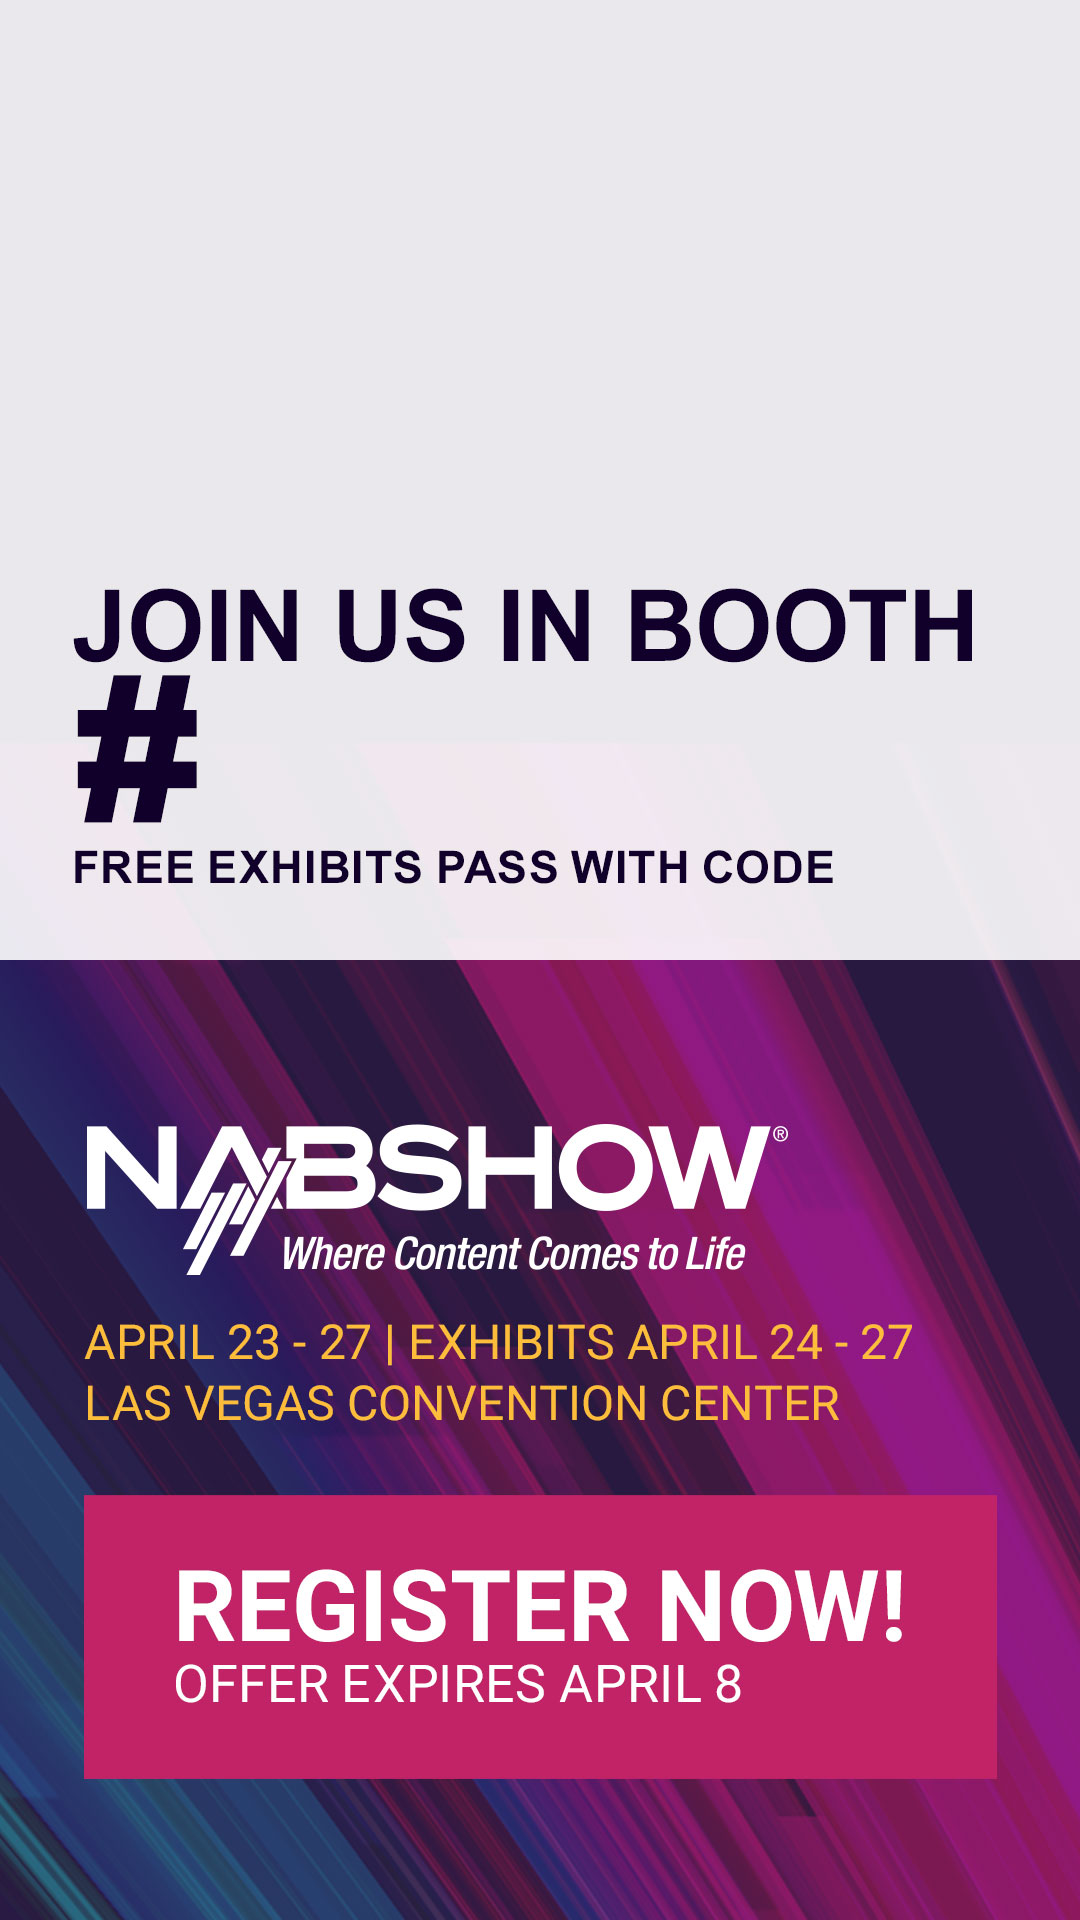 JOIN US IN BOOTH
#
FREE EXHIBITS PASS WITH CODE
NABSHOW®
Where Content Comes to Life
APRIL 23 - 27 | EXHIBITS APRIL 24 - 27
LAS VEGAS CONVENTION CENTER
REGISTER NOW!
OFFER EXPIRES APRIL 8